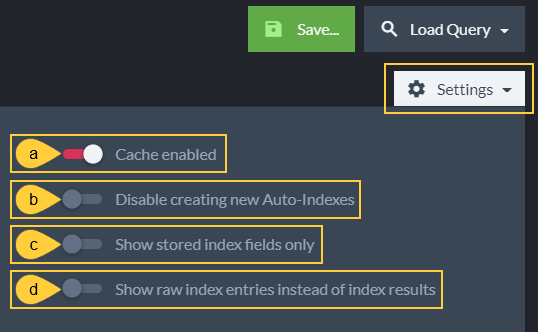 Save...
Load Query
Settings
a Cache enabled
b Disable creating new Auto-Indexes
c Show stored index fields only
d Show raw index entries instead of index results